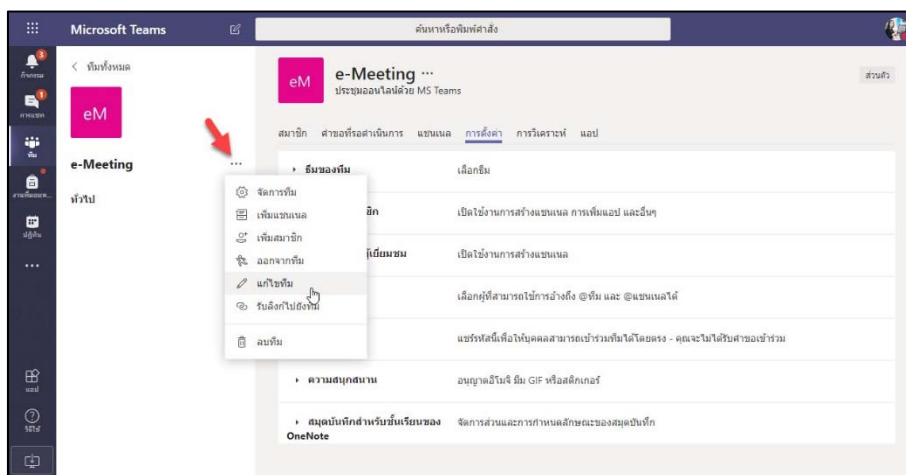 Microsoft Teams
ค้นหาหรือพิมพ์คำสั่ง
3
กิจกรรม
1
การแชท
ทีม
ปฏิทิน
แอป
วิธีใช้
ทีมทั้งหมด
eM
e-Meeting
ทั่วไป
จัดการทีม
เพิ่มแชนเนล
เพิ่มสมาชิก
ออกจากทีม
แก้ไขทีม
รับลิงก์ไปยังทีม
ลบทีม
eM
e-Meeting
ประชุมออนไลน์ด้วย MS Teams
ส่วนตัว
สมาชิก คำขอที่รอดำเนินการ แชนเนล การตั้งค่า การวิเคราะห์ แอป
ธีมของทีม เลือกธีม
เปิดใช้งานการสร้างแชนเนล การเพิ่มแอป และอื่นๆ
เปิดใช้งานการสร้างแชนเนล
เลือกผู้ที่สามารถใช้การอ้างถึง @ทีม และ @แชนเนลได้
แชร์รหัสนี้เพื่อให้บุคคลสามารถเข้าร่วมทีมได้โดยตรง - คุณจะไม่ได้รับคำขอเข้าร่วม
ความสนุกสนาน อนุญาตอีโมจิ มีม GIF หรือสติกเกอร์
สมุดบันทึกสำหรับชั้นเรียนของ จัดการส่วนและการกำหนดลักษณะของสมุดบันทึก
OneNote